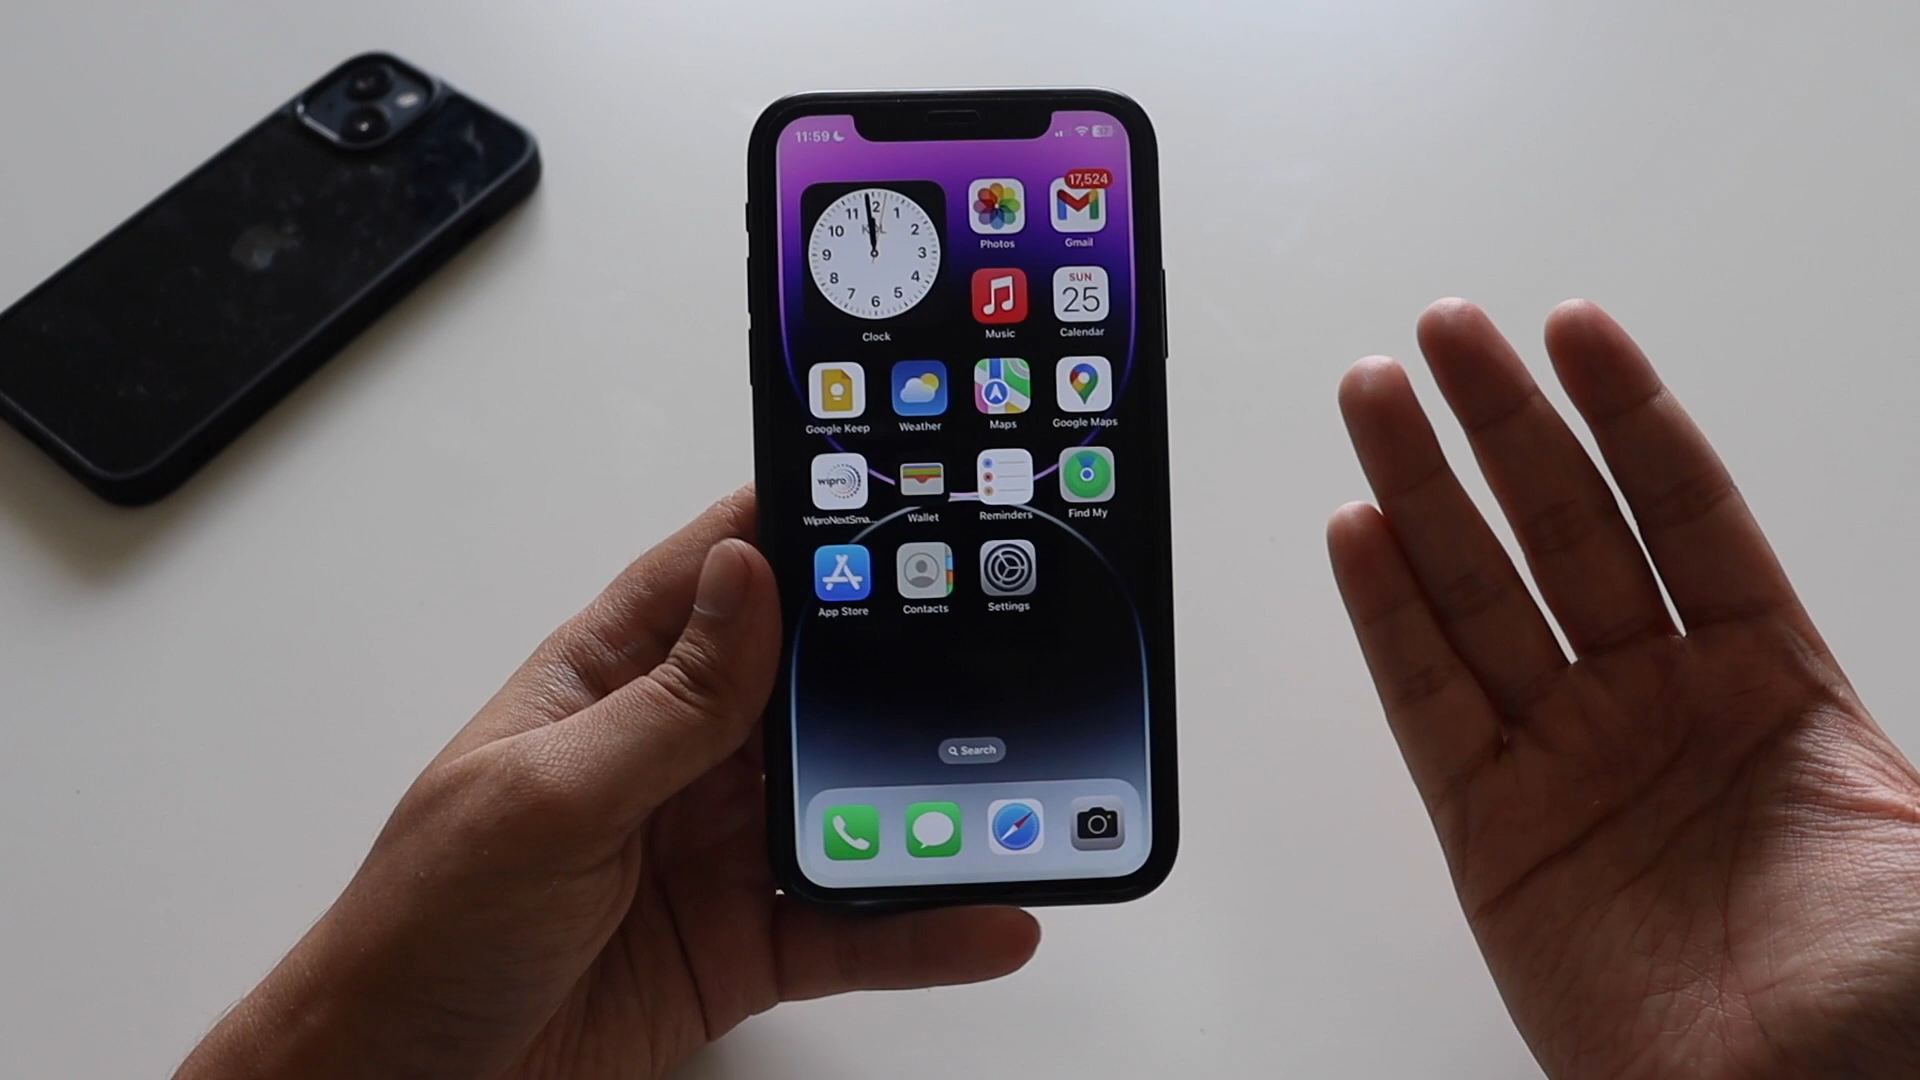 11:59
37
12
11 1
10 2
9 3
8 4
7 5
6
Clock
Photos
17,524
Gmail
Music
SUN
25
Calendar
Google Keep
Weather
Maps
Google Maps
wipro
WiproNextSma...
Wallet
Reminders
Find My
App Store
Contacts
Settings
Search